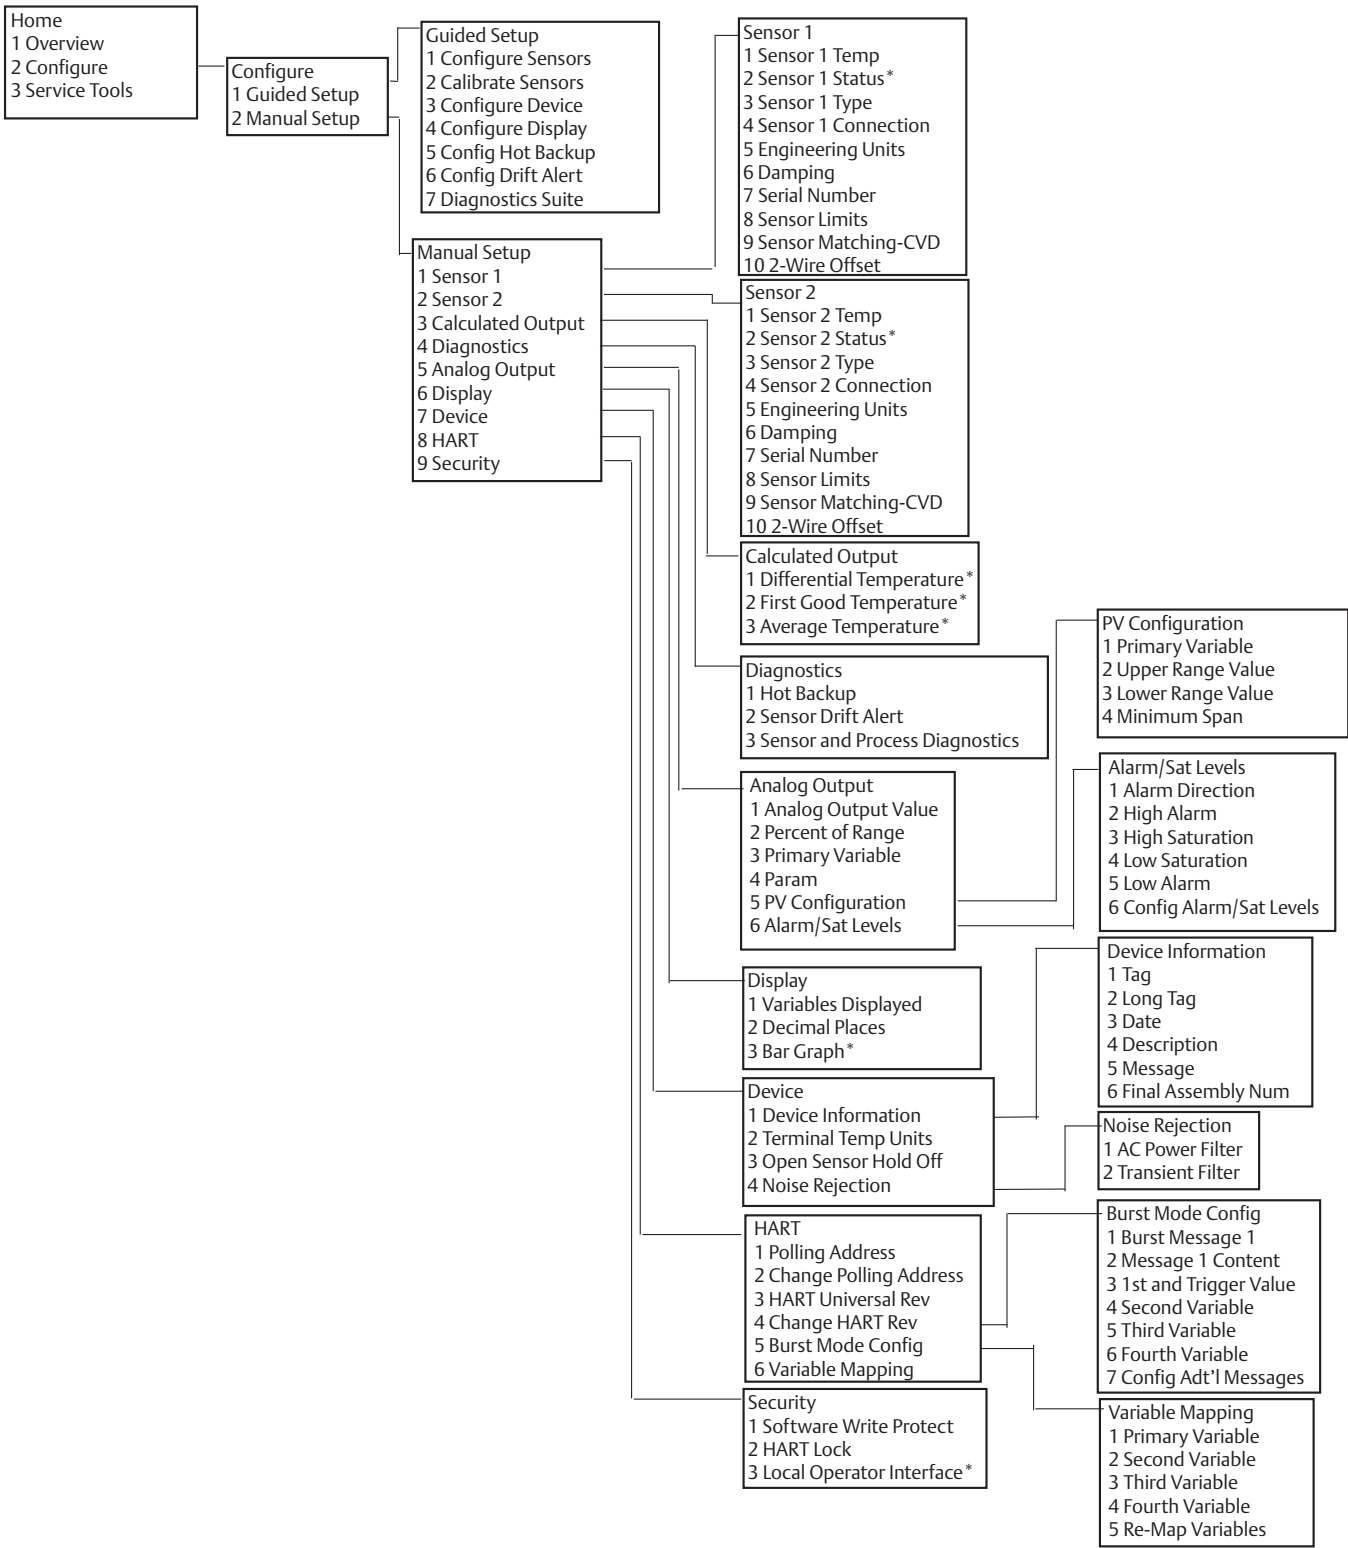 Home
1 Overview
2 Configure
3 Service Tools
Configure
1 Guided Setup
2 Manual Setup
Guided Setup
1 Configure Sensors
2 Calibrate Sensors
3 Configure Device
4 Configure Display
5 Config Hot Backup
6 Config Drift Alert
7 Diagnostics Suite
Manual Setup
1 Sensor 1
2 Sensor 2
3 Calculated Output
4 Diagnostics
5 Analog Output
6 Display
7 Device
8 HART
9 Security
Sensor 1
1 Sensor 1 Temp
2 Sensor 1 Status*
3 Sensor 1 Type
4 Sensor 1 Connection
5 Engineering Units
6 Damping
7 Serial Number
8 Sensor Limits
9 Sensor Matching-CVD
10 2-Wire Offset
Sensor 2
1 Sensor 2 Temp
2 Sensor 2 Status*
3 Sensor 2 Type
4 Sensor 2 Connection
5 Engineering Units
6 Damping
7 Serial Number
8 Sensor Limits
9 Sensor Matching-CVD
10 2-Wire Offset
Calculated Output
1 Differential Temperature*
2 First Good Temperature*
3 Average Temperature*
Diagnostics
1 Hot Backup
2 Sensor Drift Alert
3 Sensor and Process Diagnostics
Analog Output
1 Analog Output Value
2 Percent of Range
3 Primary Variable
4 Param
5 PV Configuration
6 Alarm/Sat Levels
Display
1 Variables Displayed
2 Decimal Places
3 Bar Graph*
Device
1 Device Information
2 Terminal Temp Units
3 Open Sensor Hold Off
4 Noise Rejection
HART
1 Polling Address
2 Change Polling Address
3 HART Universal Rev
4 Change HART Rev
5 Burst Mode Config
6 Variable Mapping
Security
1 Software Write Protect
2 HART Lock
3 Local Operator Interface*
PV Configuration
1 Primary Variable
2 Upper Range Value
3 Lower Range Value
4 Minimum Span
Alarm/Sat Levels
1 Alarm Direction
2 High Alarm
3 High Saturation
4 Low Saturation
5 Low Alarm
6 Config Alarm/Sat Levels
Device Information
1 Tag
2 Long Tag
3 Date
4 Description
5 Message
6 Final Assembly Num
Noise Rejection
1 AC Power Filter
2 Transient Filter
Burst Mode Config
1 Burst Message 1
2 Message 1 Content
3 1st and Trigger Value
4 Second Variable
5 Third Variable
6 Fourth Variable
7 Config Adt'l Messages
Variable Mapping
1 Primary Variable
2 Second Variable
3 Third Variable
4 Fourth Variable
5 Re-Map Variables